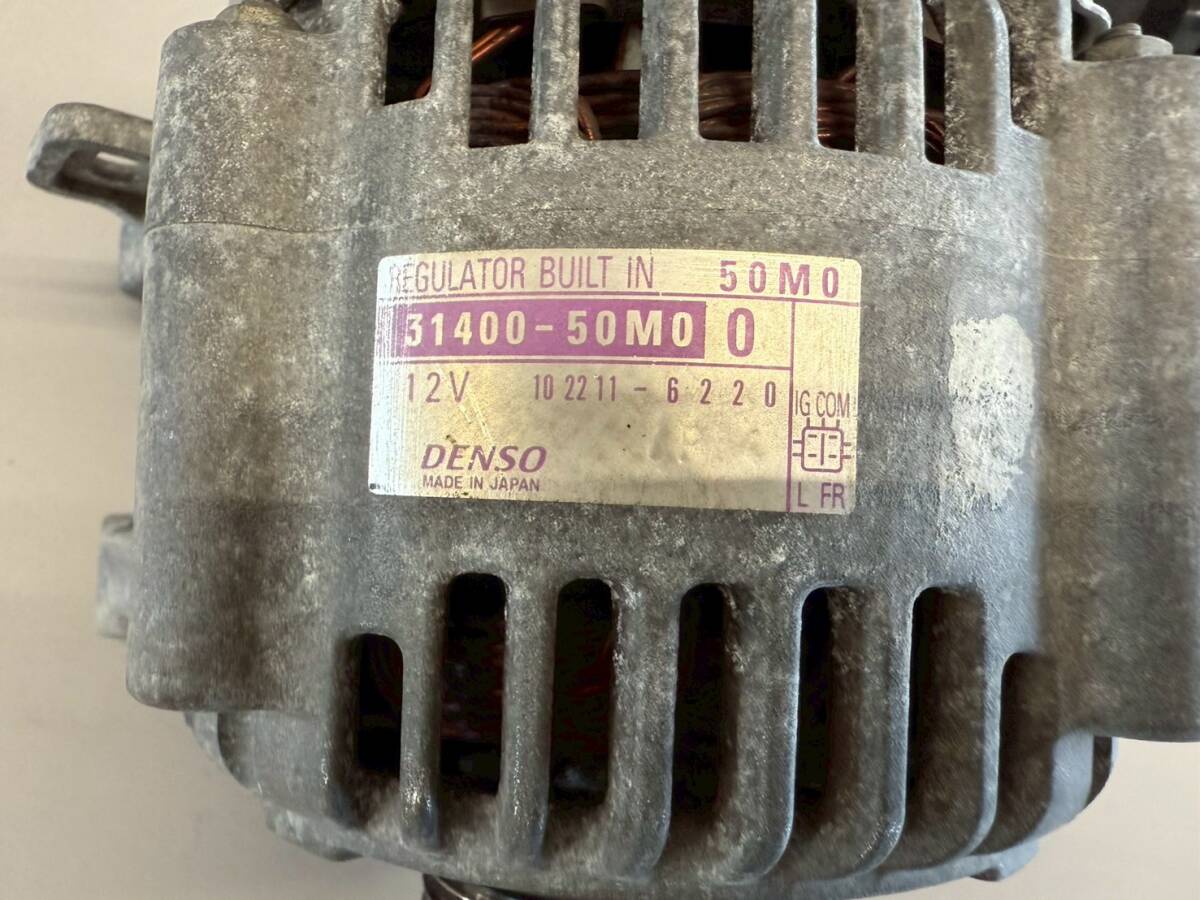 REGULATOR BUILT IN 50M0
31400-50M0 0
12V 102211-6220
IG COM
DENSO
MADE IN JAPAN
L FR